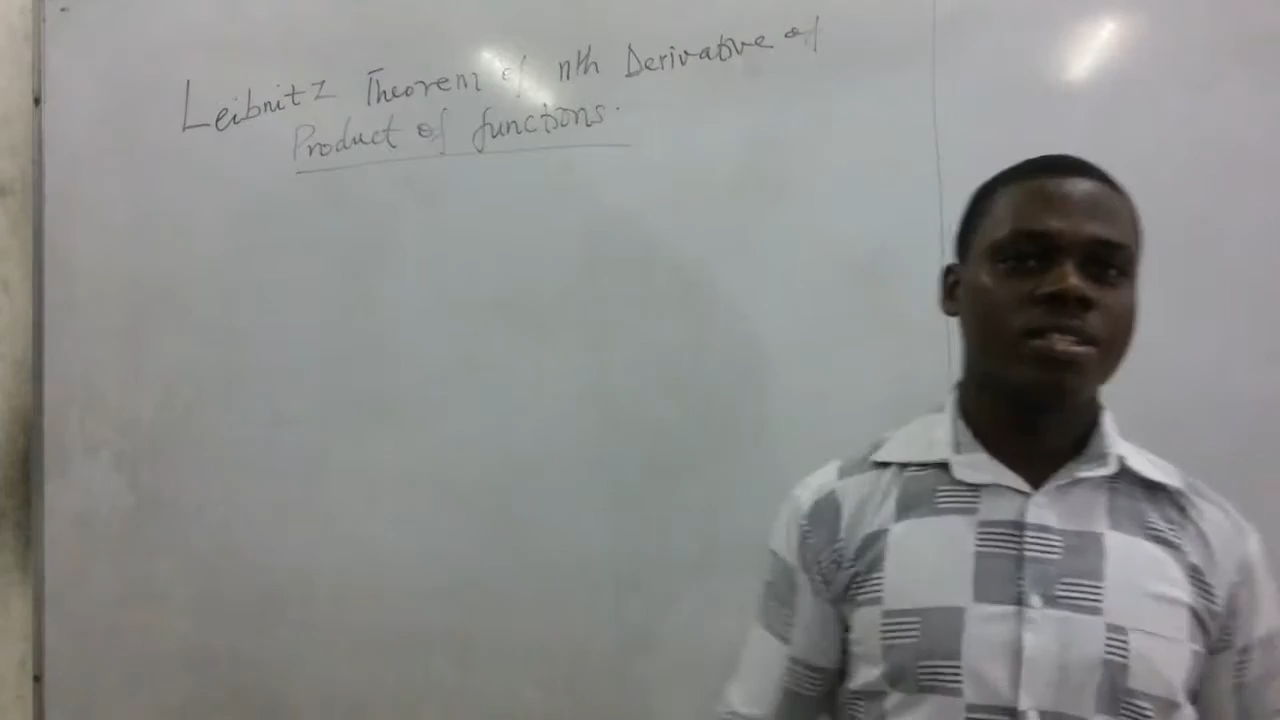 Leibnitz Theorem of nth Derivative of
Product of functions.